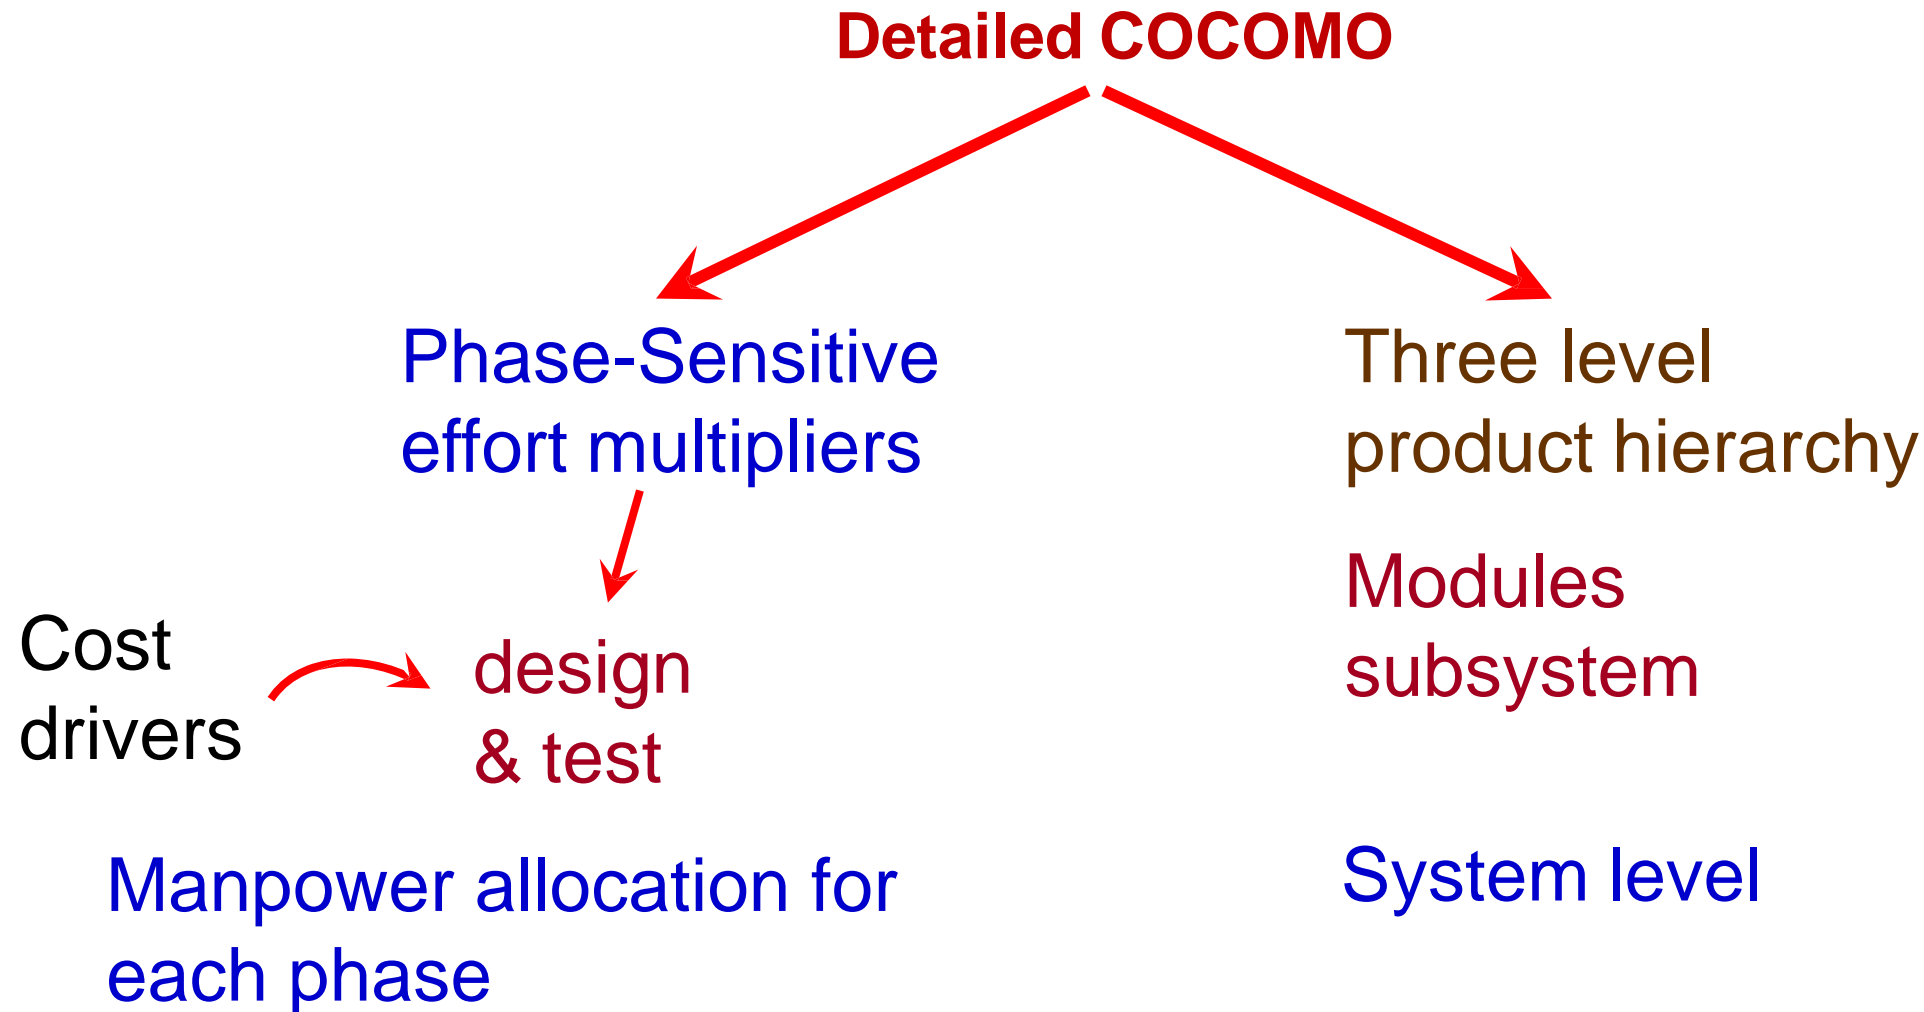 Detailed COCOMO
Phase-Sensitive
effort multipliers
Cost
drivers
design
& test
Manpower allocation for
each phase
Three level
product hierarchy
Modules
subsystem
System level